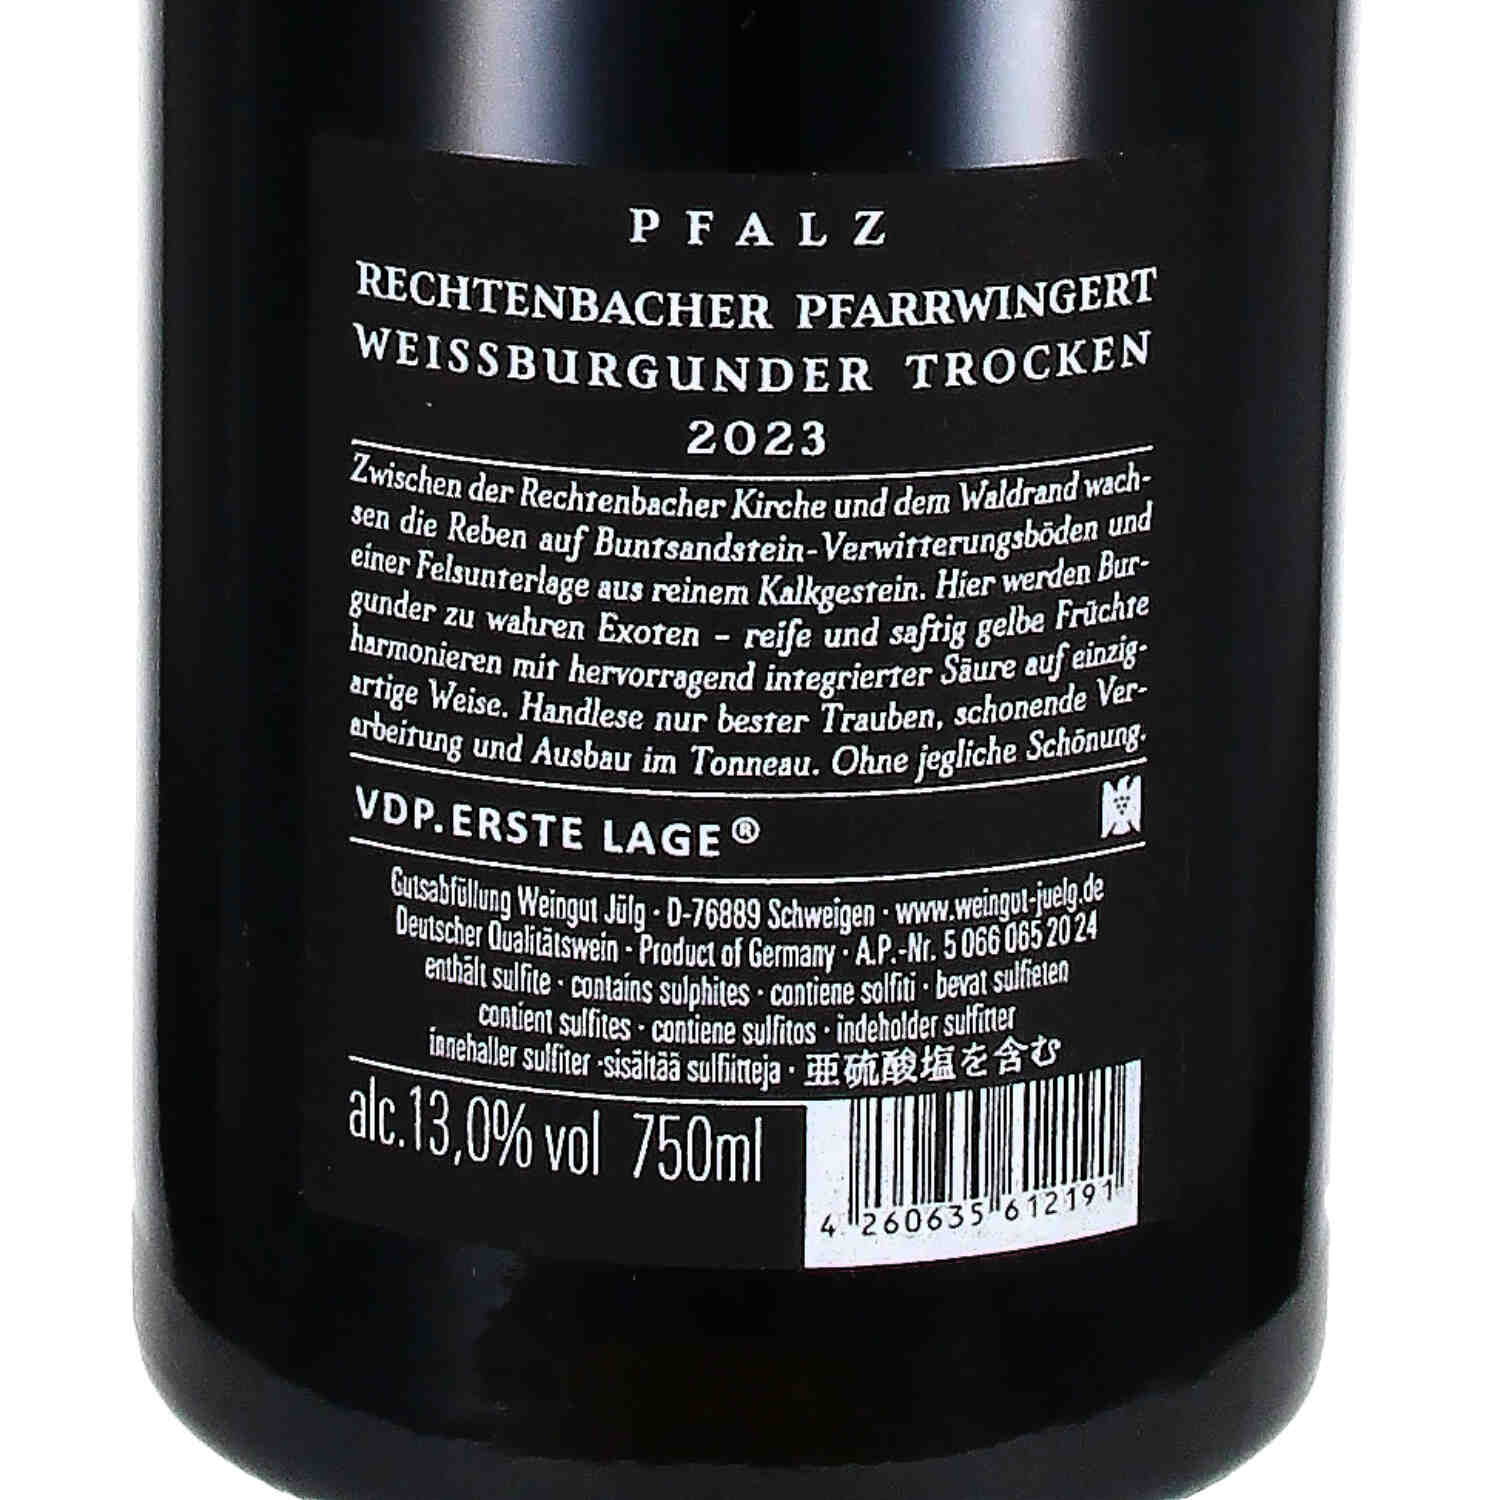 PFALZ
RECHTENBACHER PFARRWINGERT
WEISSBURGUNDER TROCKEN
2023
Zwischen der Rechtenbacher Kirche und dem Waldrand wach-
sen die Reben auf Buntsandstein-Verwitterungsböden und
einer Felsunterlage aus reinem Kalkgestein. Hier werden Bur-
gunder zu wahren Exoten – reife und saftig gelbe Früchte
harmonieren mit hervorragend integrierter Säure auf einzig-
artige Weise. Handlese nur bester Trauben, schonende Ver-
arbeitung und Ausbau im Tonneau. Ohne jegliche Schönung.
VDP.ERSTE LAGE®
Gutsabfüllung Weingut Jülg · D-76889 Schweigen · www.weingut-juelg.de
Deutscher Qualitätswein · Product of Germany · A.P.-Nr. 5 066 065 20 24
enthält sulfite · contains sulphites · contiene solfiti · bevat sulfieten
contient sulfites · contiene sulfitos · indeholder sulfitter
innehaller sulfiter ·sisältää sulfiitteja · 亜硫酸塩を含む
alc.13,0% vol 750ml
4 260635 612191